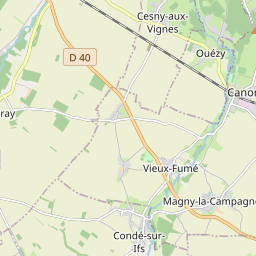 Cesny-aux-
Vignes
Ouézy
D 40
Canon
ray
Vieux-Fumé
Magny-la-Campagne
Condé-sur-
Ifs